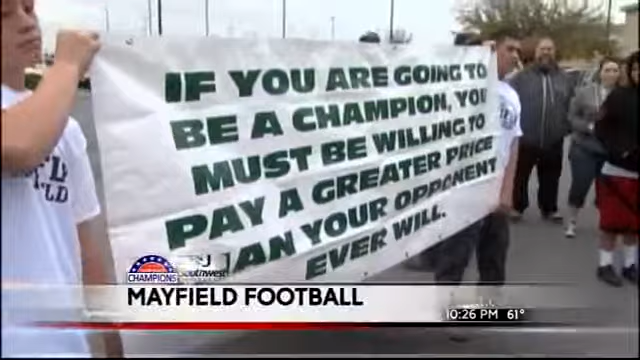 IF YOU ARE GOING TO
BE A CHAMPION, YOU
MUST BE WILLING TO
PAY A GREATER PRICE
AN YOUR OPPONENT
EVER WILL.
CHAMPIONS
Southwest
MAYFIELD FOOTBALL
10:26 PM 61°